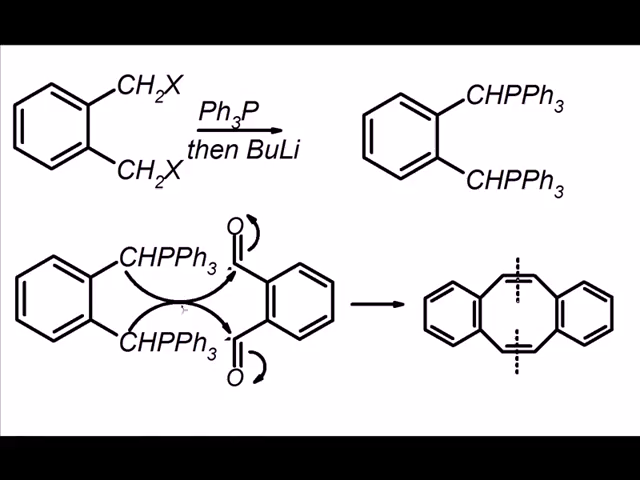 CH₂X
Ph₃P
then BuLi
CH₂X
CHPPh₃
CHPPh₃
O
CHPPh₃
CHPPh₃
O